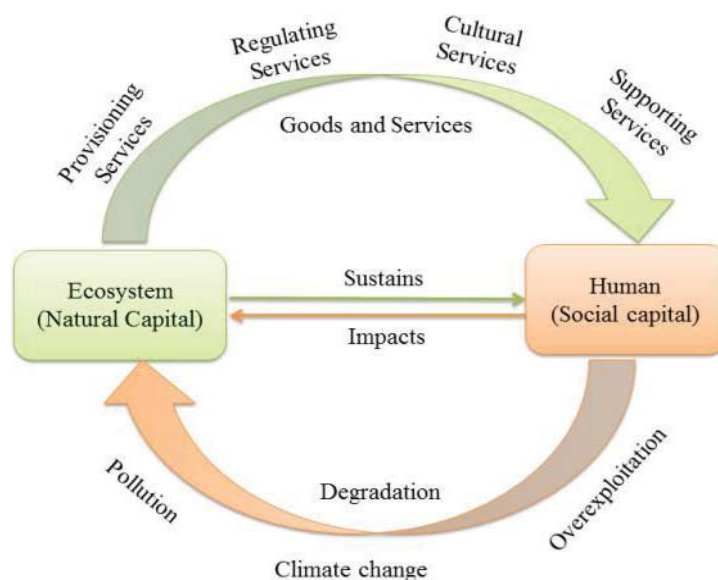 Regulating
Services
Cultural
Services
Provisioning
Services
Supporting
Services
Goods and Services
Ecosystem
(Natural Capital)
Sustains
Impacts
Human
(Social capital)
Pollution
Degradation
Overexploitation
Climate change